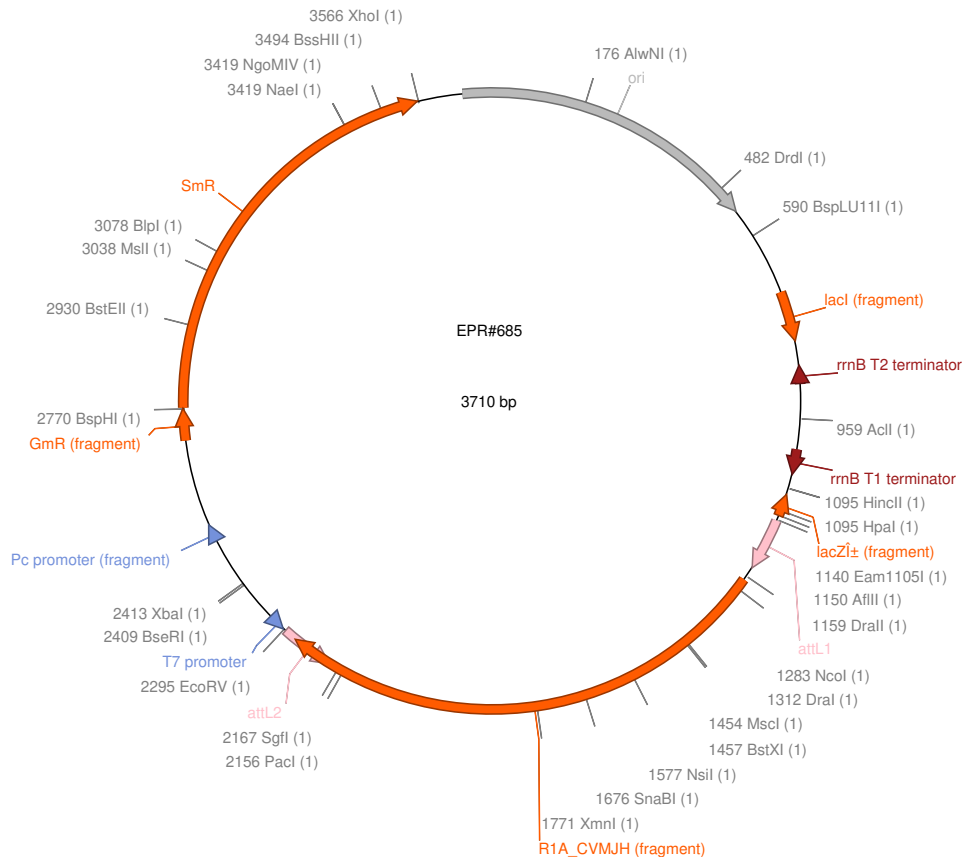 3566 XhoI (1)
3494 BssHII (1)
3419 NgoMIV (1)
3419 NaeI (1)
176 AlwNI (1)
ori
482 DrdI (1)
590 BspLU11I (1)
SmR
3078 BlpI (1)
3038 MslI (1)
2930 BstEII (1)
lacI (fragment)
EPR#685
rrnB T2 terminator
3710 bp
2770 BspHI (1)
GmR (fragment)
959 AclI (1)
rrnB T1 terminator
1095 HincII (1)
1095 HpaI (1)
lacZÎ± (fragment)
Pc promoter (fragment)
1140 Eam1105I (1)
1150 AflII (1)
1159 DraII (1)
attL1
2413 XbaI (1)
2409 BseRI (1)
T7 promoter
2295 EcoRV (1)
attL2
2167 SgfI (1)
2156 PacI (1)
1283 NcoI (1)
1312 DraI (1)
1454 MscI (1)
1457 BstXI (1)
1577 NsiI (1)
1676 SnaBI (1)
1771 XmnI (1)
R1A_CVMJH (fragment)